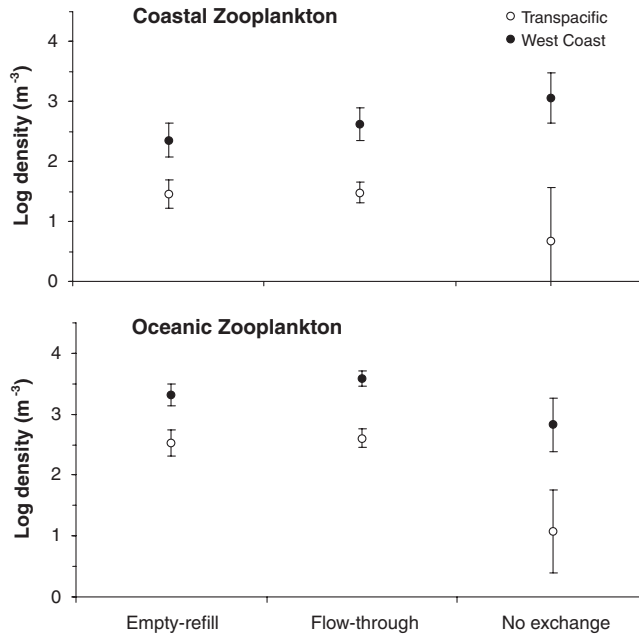 Coastal Zooplankton
Transpacific
West Coast
Log density (m⁻³)
4
3
2
1
0
Oceanic Zooplankton
Log density (m⁻³)
4
3
2
1
0
Empty-refill Flow-through No exchange